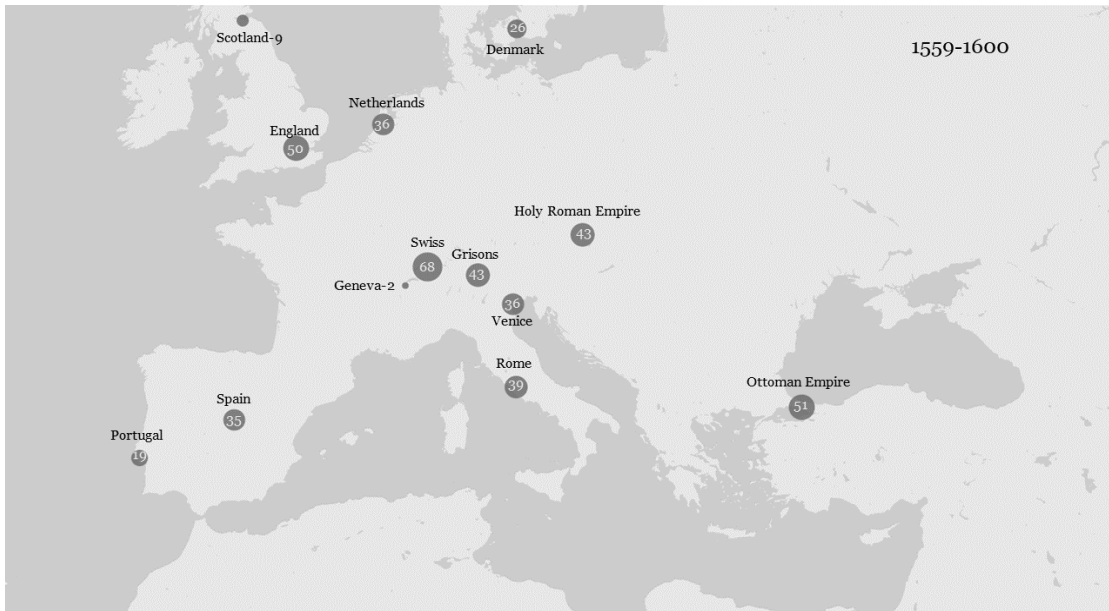 26
Scotland-9
Denmark
1559-1600
Netherlands
36
England
50
Holy Roman Empire
43
Swiss
68
Grisons
43
Geneva-2
36
Venice
Rome
39
Ottoman Empire
51
Spain
35
Portugal
19